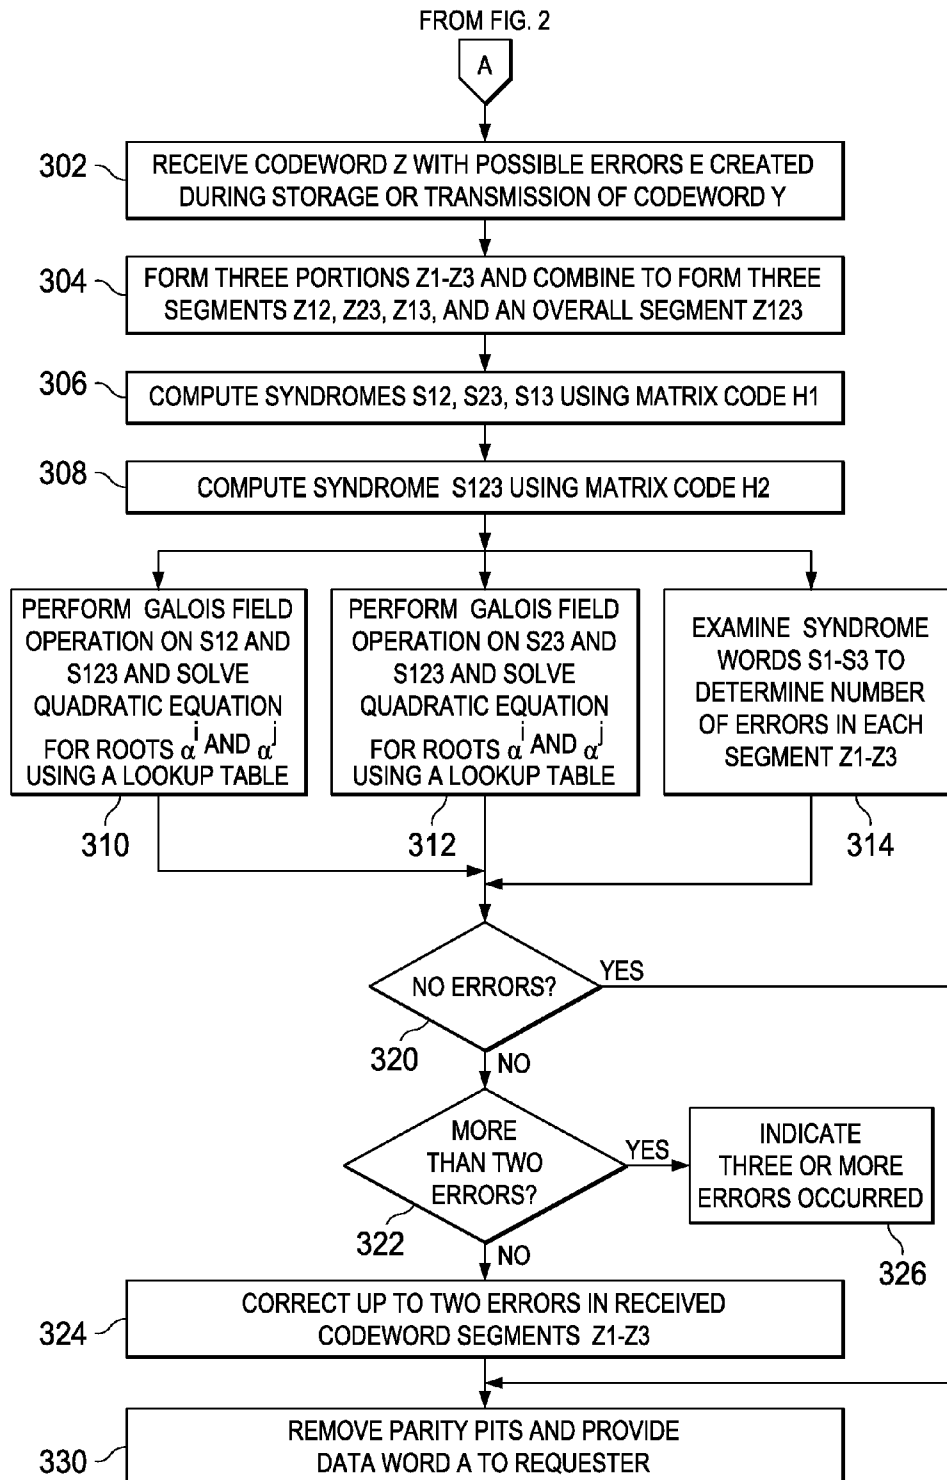 FROM FIG. 2
A
302
RECEIVE CODEWORD Z WITH POSSIBLE ERRORS E CREATED
DURING STORAGE OR TRANSMISSION OF CODEWORD Y
304
FORM THREE PORTIONS Z1-Z3 AND COMBINE TO FORM THREE
SEGMENTS Z12, Z23, Z13, AND AN OVERALL SEGMENT Z123
306
COMPUTE SYNDROMES S12, S23, S13 USING MATRIX CODE H1
308
COMPUTE SYNDROME S123 USING MATRIX CODE H2
PERFORM GALOIS FIELD
OPERATION ON S12 AND
S123 AND SOLVE
QUADRATIC EQUATION
FOR ROOTS α^i AND α^j
USING A LOOKUP TABLE
310
PERFORM GALOIS FIELD
OPERATION ON S23 AND
S123 AND SOLVE
QUADRATIC EQUATION
FOR ROOTS α^i AND α^j
USING A LOOKUP TABLE
312
EXAMINE SYNDROME
WORDS S1-S3 TO
DETERMINE NUMBER
OF ERRORS IN EACH
SEGMENT Z1-Z3
314
NO ERRORS?
YES
320
NO
MORE
THAN TWO
ERRORS?
YES
322
NO
INDICATE
THREE OR MORE
ERRORS OCCURRED
326
324
CORRECT UP TO TWO ERRORS IN RECEIVED
CODEWORD SEGMENTS Z1-Z3
330
REMOVE PARITY PITS AND PROVIDE
DATA WORD A TO REQUESTER